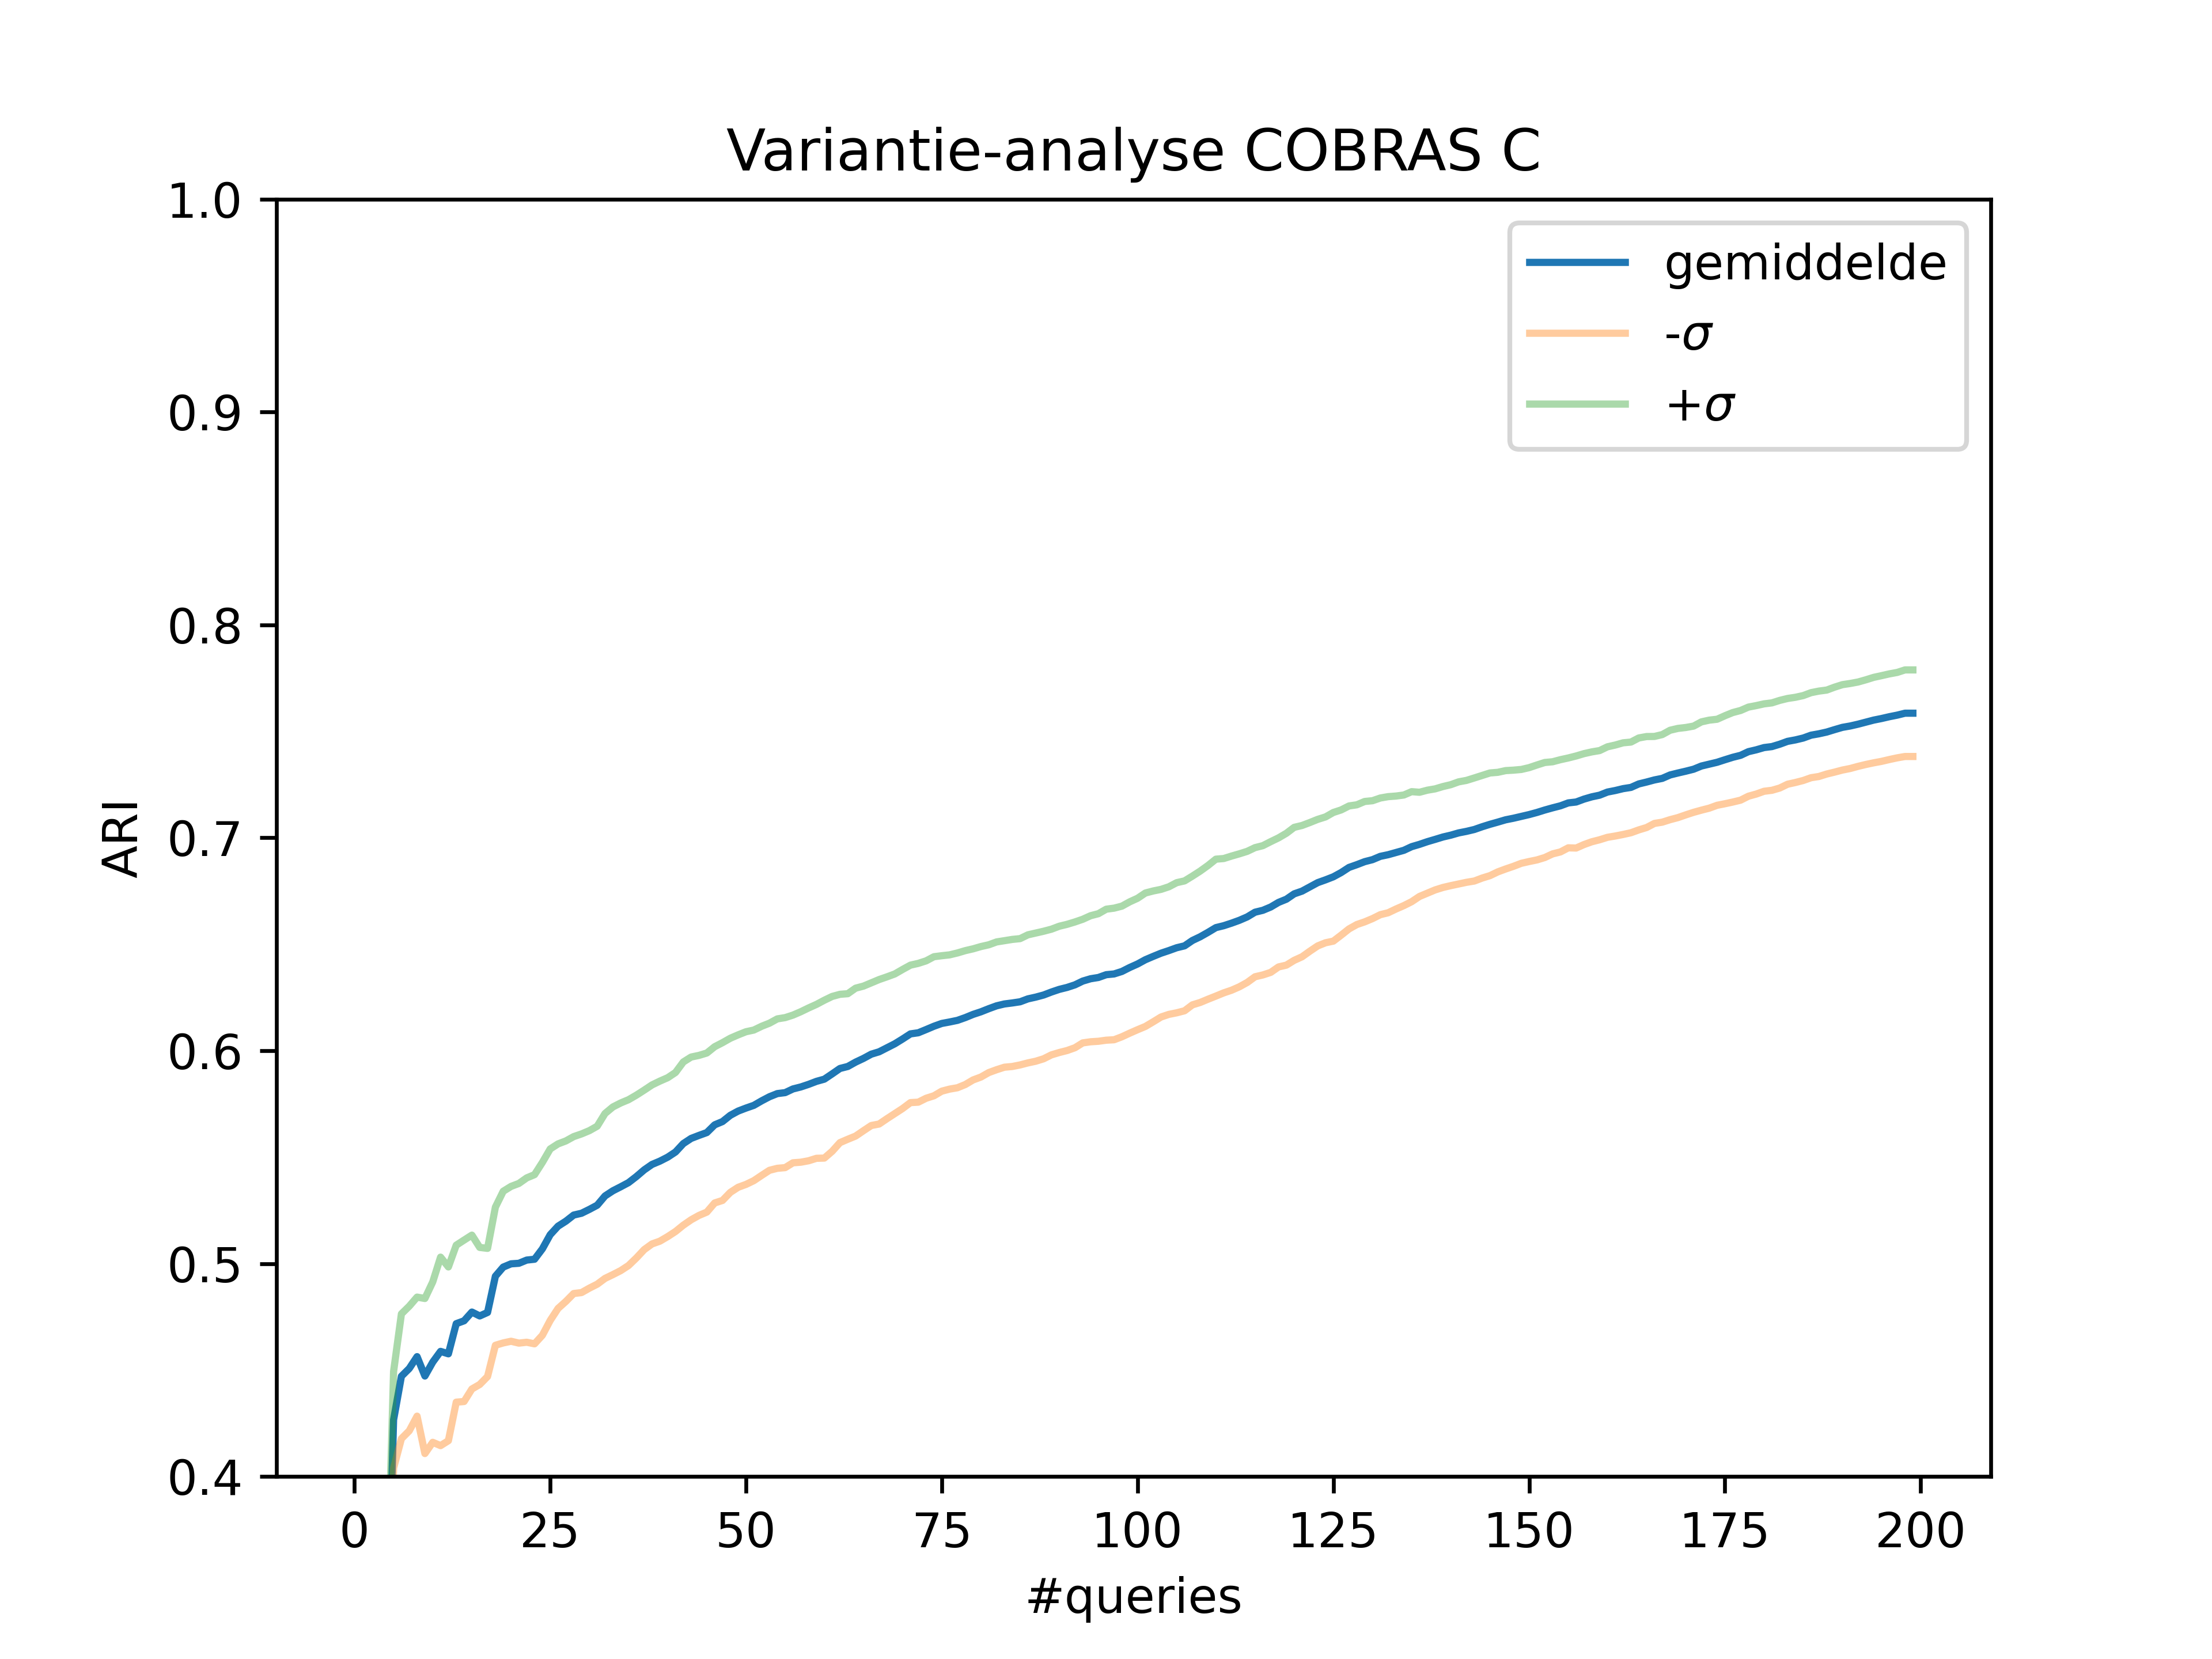 Variantie-analyse COBRAS C
1.0
0.9
0.8
0.7
0.6
0.5
0.4
ARI
gemiddelde
-σ
+σ
0 25 50 75 100 125 150 175 200
#queries